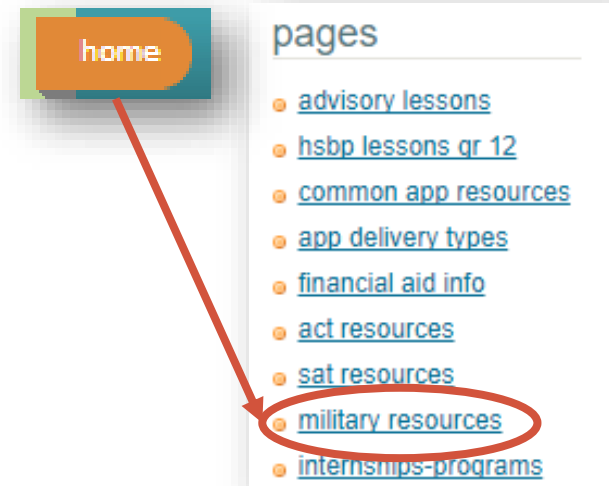 home
pages
advisory lessons
hsbp lessons gr 12
common app resources
app delivery types
financial aid info
act resources
sat resources
military resources
internships-programs